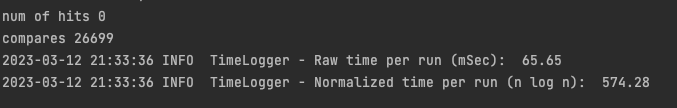 num of hits 0
compares 26699
2023-03-12 21:33:36 INFO  TimeLogger - Raw time per run (mSec):  65.65
2023-03-12 21:33:36 INFO  TimeLogger - Normalized time per run (n log n):  574.28